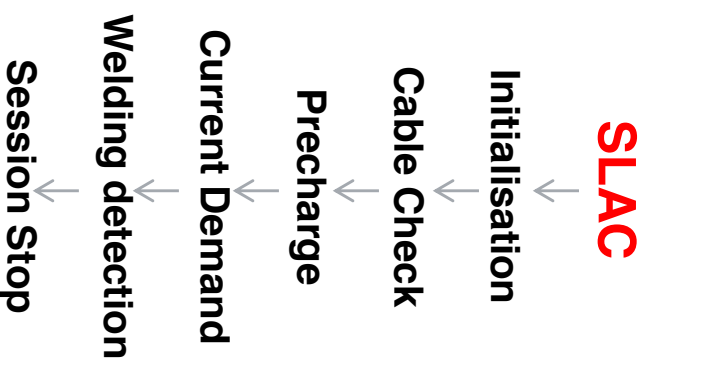 SLAC
Initialisation
Cable Check
Precharge
Current Demand
Welding detection
Session Stop